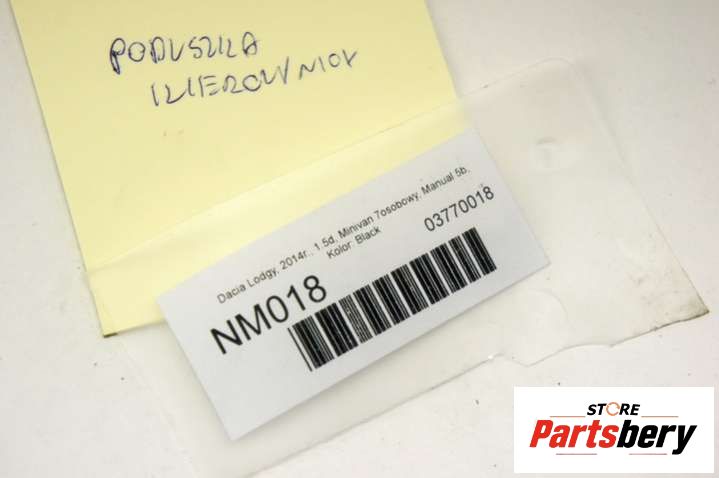 PODUSZKA
KIEROWNICY
Dacia Lodgy, 2014r., 1.5d, Minivan 7osobowy, Manual 5b,
Kolor: Black
NM018
03770018
STORE
Partsbery